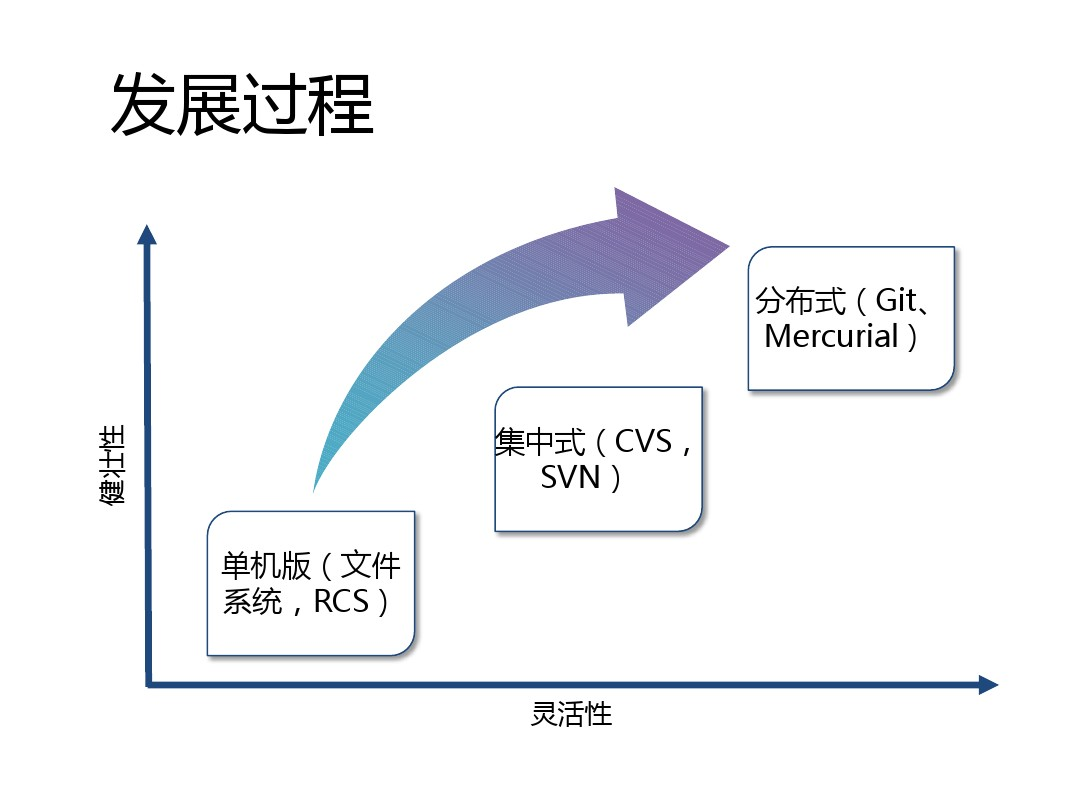 发展过程
分布式（Git、
Mercurial）
集中式（CVS，
SVN）
健壮性
单机版（文件
系统，RCS）
灵活性